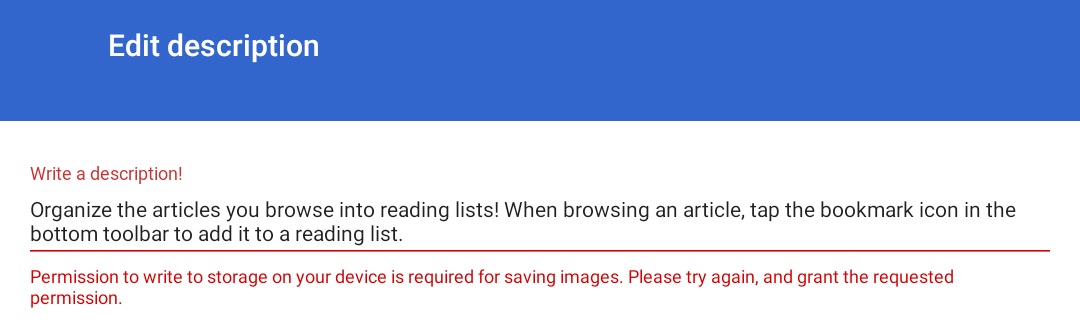 Edit description
Write a description!
Organize the articles you browse into reading lists! When browsing an article, tap the bookmark icon in the
bottom toolbar to add it to a reading list.
Permission to write to storage on your device is required for saving images. Please try again, and grant the requested
permission.